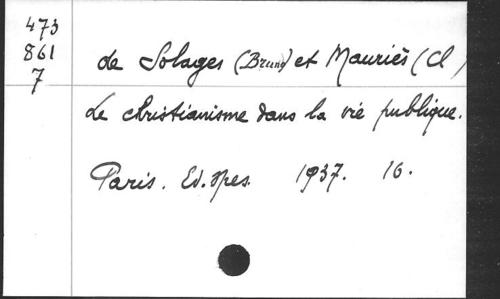 473
861
7
de Solages (Bruno) et Mauriès (Cl)
Le christianisme dans la vie publique.
Paris. Ed. Spes. 1937. 16.